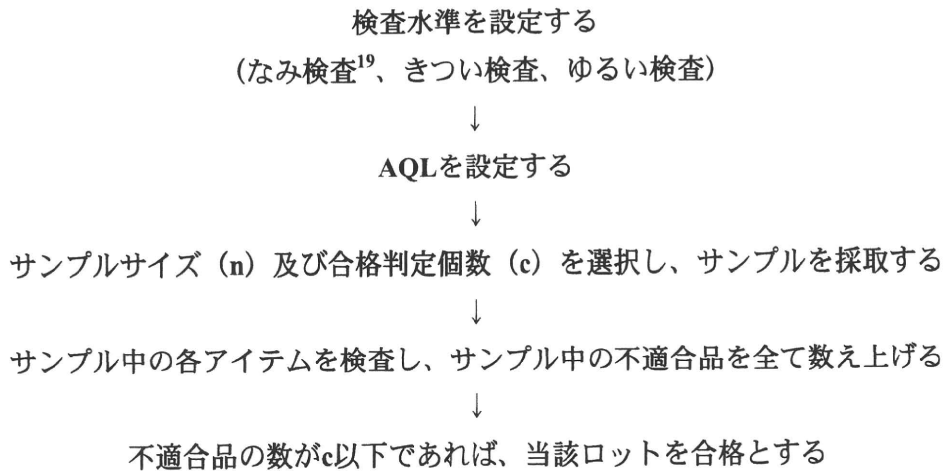 検査水準を設定する
（なみ検査19、きつい検査、ゆるい検査）
↓
AQLを設定する
↓
サンプルサイズ（n）及び合格判定個数（c）を選択し、サンプルを採取する
↓
サンプル中の各アイテムを検査し、サンプル中の不適合品を全て数え上げる
↓
不適合品の数がc以下であれば、当該ロットを合格とする